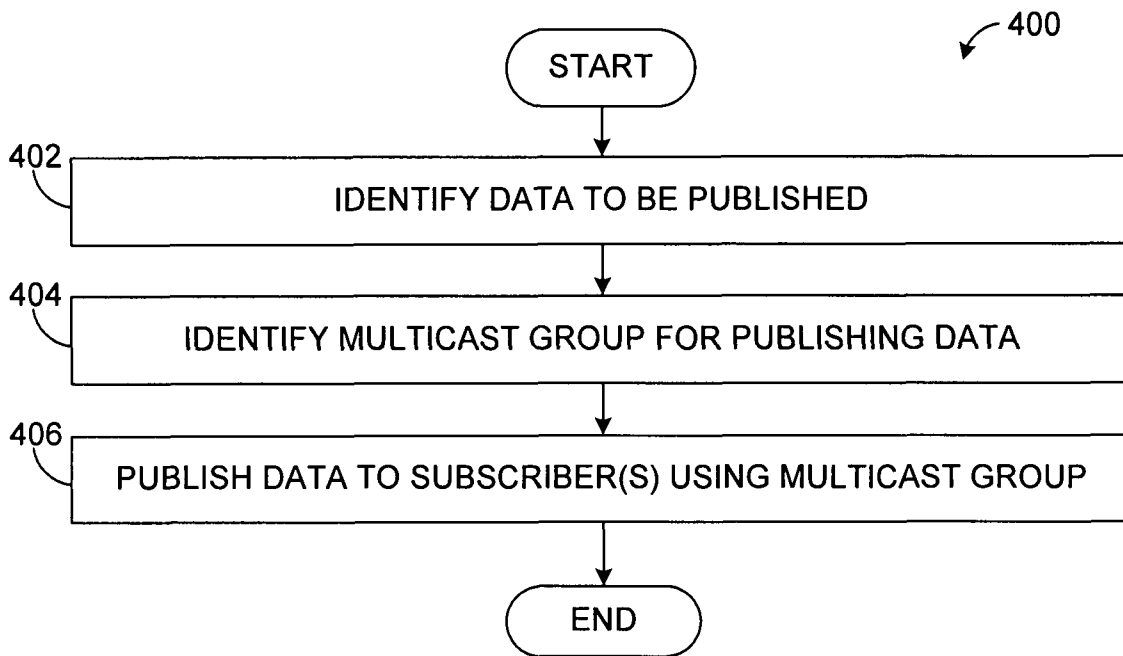 400
START
402
IDENTIFY DATA TO BE PUBLISHED
404
IDENTIFY MULTICAST GROUP FOR PUBLISHING DATA
406
PUBLISH DATA TO SUBSCRIBER(S) USING MULTICAST GROUP
END